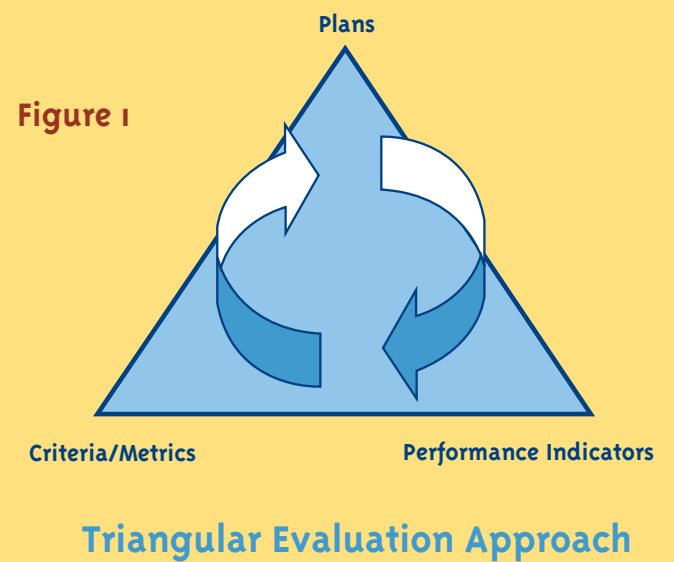 Plans
Figure 1
Criteria/Metrics
Performance Indicators
Triangular Evaluation Approach